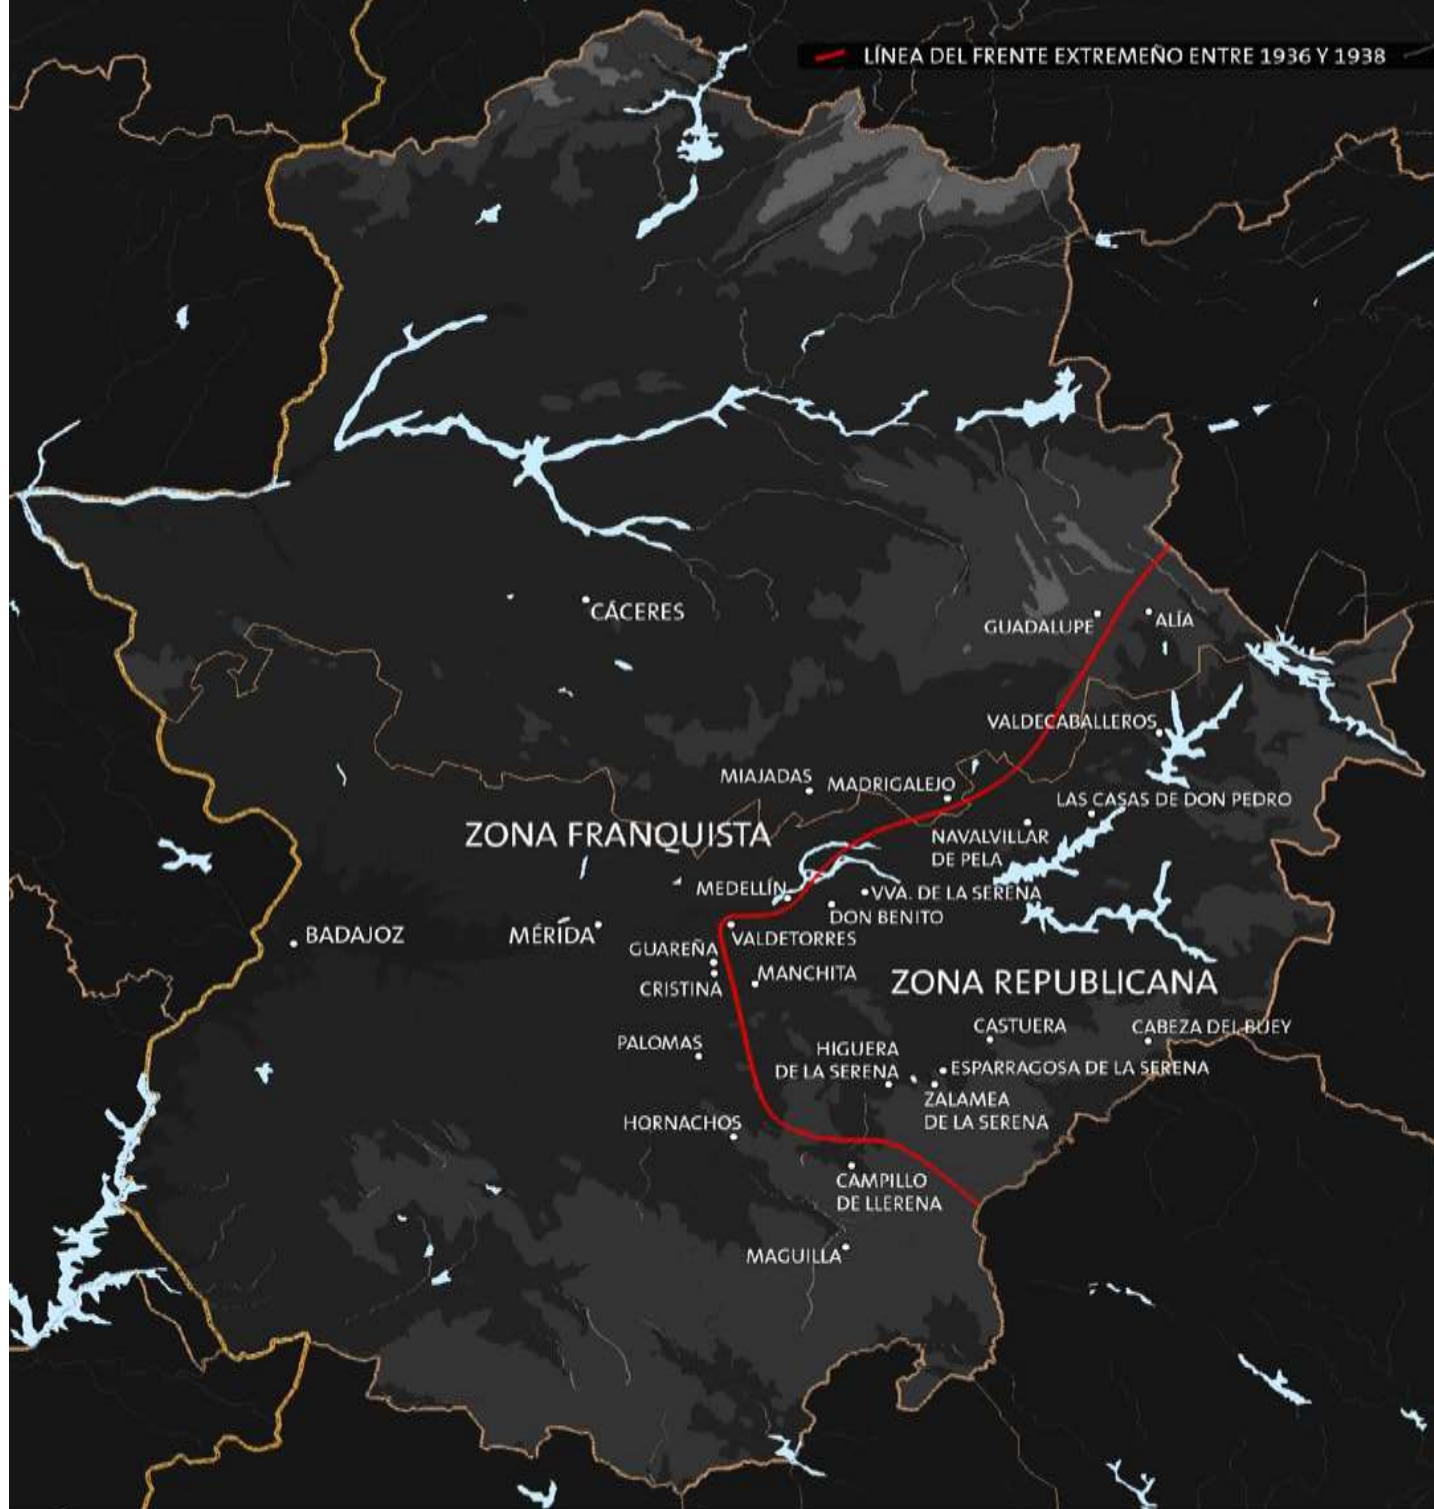 LÍNEA DEL FRENTE EXTREMEÑO ENTRE 1936 Y 1938
CÁCERES
GUADALUPE
ALÍA
VALDECABALLEROS
MIAJADAS
MADRIGALEJO
LAS CASAS DE DON PEDRO
ZONA FRANQUISTA
NAVALVILLAR
DE PELA
MEDELLÍN
VVA. DE LA SERENA
DON BENITO
BADAJOZ
MÉRIDA
VALDETORRES
GUAREÑA
CRISTINA
MANCHITA
ZONA REPUBLICANA
CASTUERA
CABEZA DEL BUEY
PALOMAS
HIGUERA
DE LA SERENA
ESPARRAGOSA DE LA SERENA
ZALAMEA
DE LA SERENA
HORNACHOS
CAMPILLO
DE LLERENA
MAGUILLA